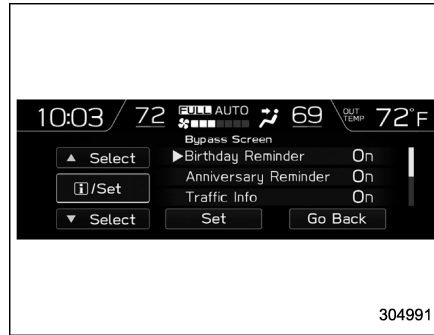 10:03 72 FULL AUTO 69 OUT TEMP 72°F
Bypass Screen
▲ Select ▶Birthday Reminder On
i/Set Anniversary Reminder On
Traffic Info On
▼ Select Set Go Back
304991